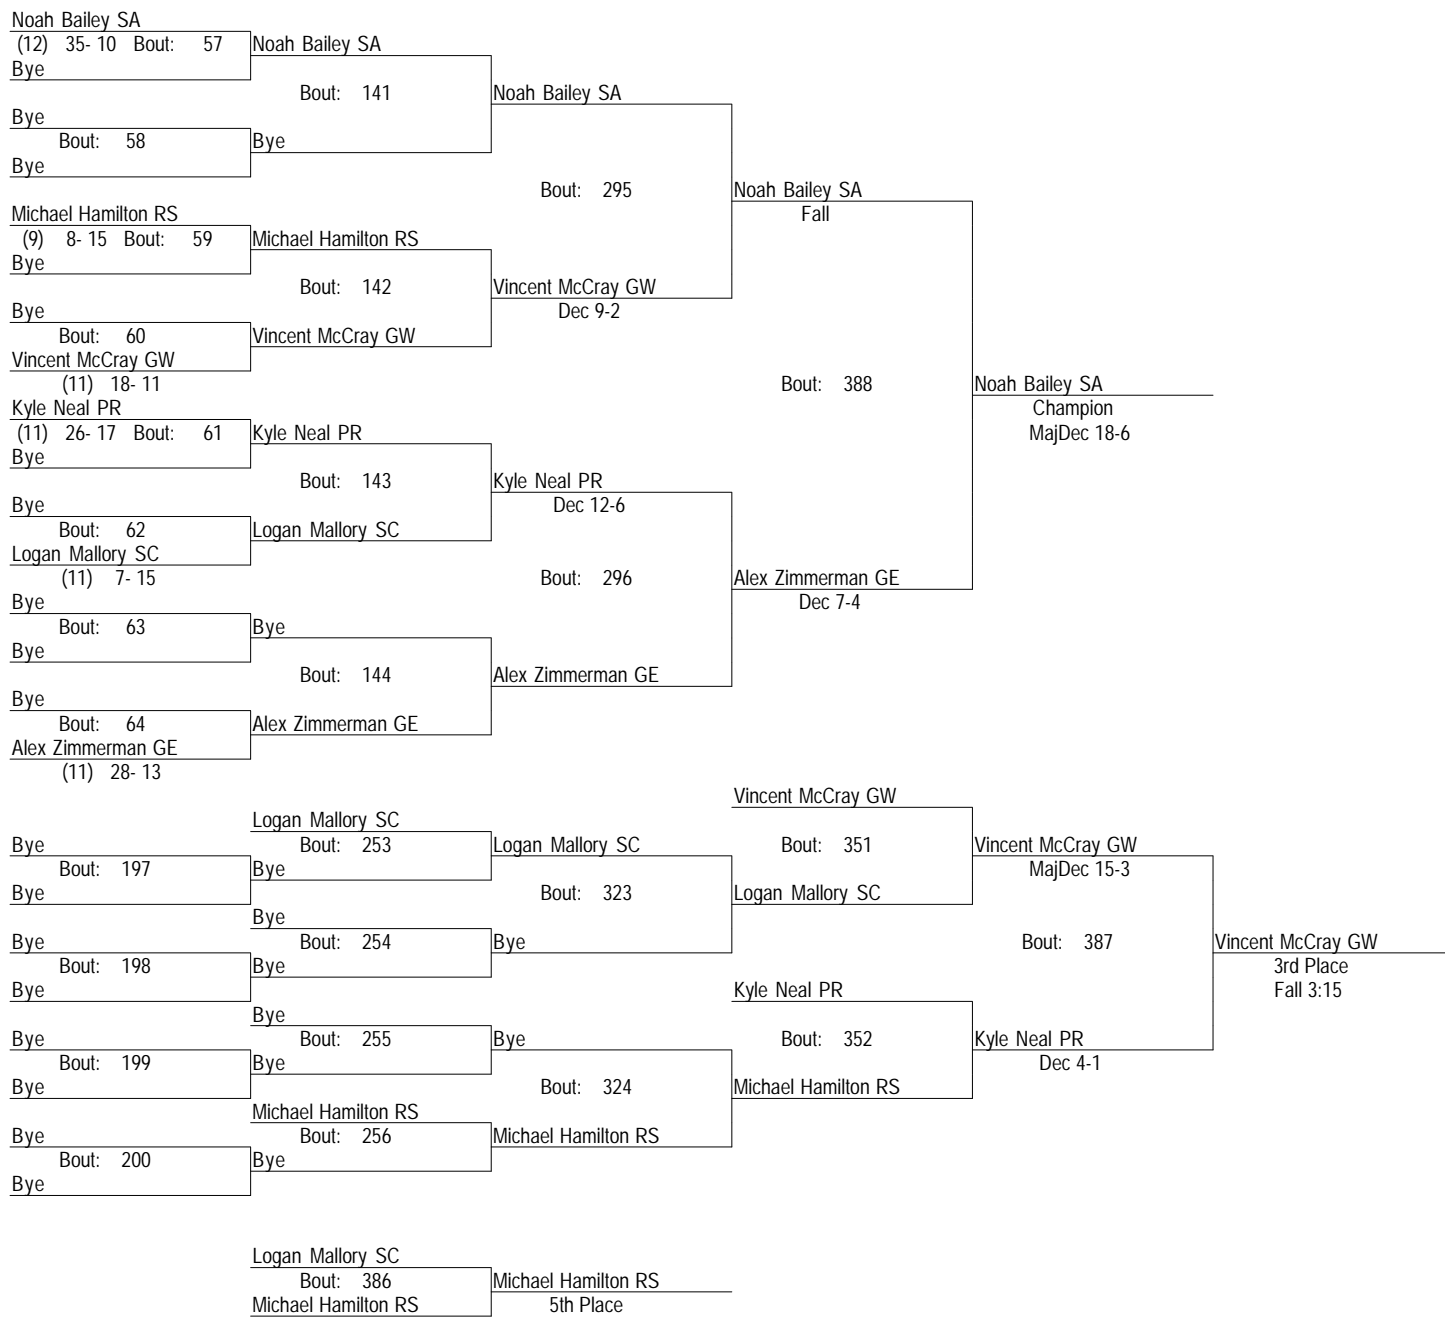 Noah Bailey SA
(12) 35- 10 Bout: 57 Noah Bailey SA
Bye
Bout: 141 Noah Bailey SA
Bye
Bout: 58 Bye
Bye
Bout: 295 Noah Bailey SA
Michael Hamilton RS Fall
(9) 8- 15 Bout: 59 Michael Hamilton RS
Bye
Bout: 142 Vincent McCray GW
Bye Dec 9-2
Bout: 60 Vincent McCray GW
Vincent McCray GW
(11) 18- 11 Bout: 388 Noah Bailey SA
Kyle Neal PR Champion
(11) 26- 17 Bout: 61 Kyle Neal PR MajDec 18-6
Bye
Bout: 143 Kyle Neal PR
Bye Dec 12-6
Bout: 62 Logan Mallory SC
Logan Mallory SC
(11) 7- 15 Bout: 296 Alex Zimmerman GE
Bye Dec 7-4
Bout: 63 Bye
Bye
Bout: 144 Alex Zimmerman GE
Bye
Bout: 64 Alex Zimmerman GE
Alex Zimmerman GE
(11) 28- 13
Vincent McCray GW
Logan Mallory SC
Bye Bout: 253 Logan Mallory SC Bout: 351 Vincent McCray GW
Bout: 197 Bye MajDec 15-3
Bye Bout: 323 Logan Mallory SC
Bye
Bye Bout: 254 Bye Bout: 387 Vincent McCray GW
Bout: 198 Bye 3rd Place
Bye Kyle Neal PR Fall 3:15
Bye
Bye Bout: 255 Bye Bout: 352 Kyle Neal PR
Bout: 199 Bye Dec 4-1
Bye Bout: 324 Michael Hamilton RS
Michael Hamilton RS
Bye Bout: 256 Michael Hamilton RS
Bout: 200 Bye
Bye
Logan Mallory SC
Bout: 386 Michael Hamilton RS
Michael Hamilton RS 5th Place